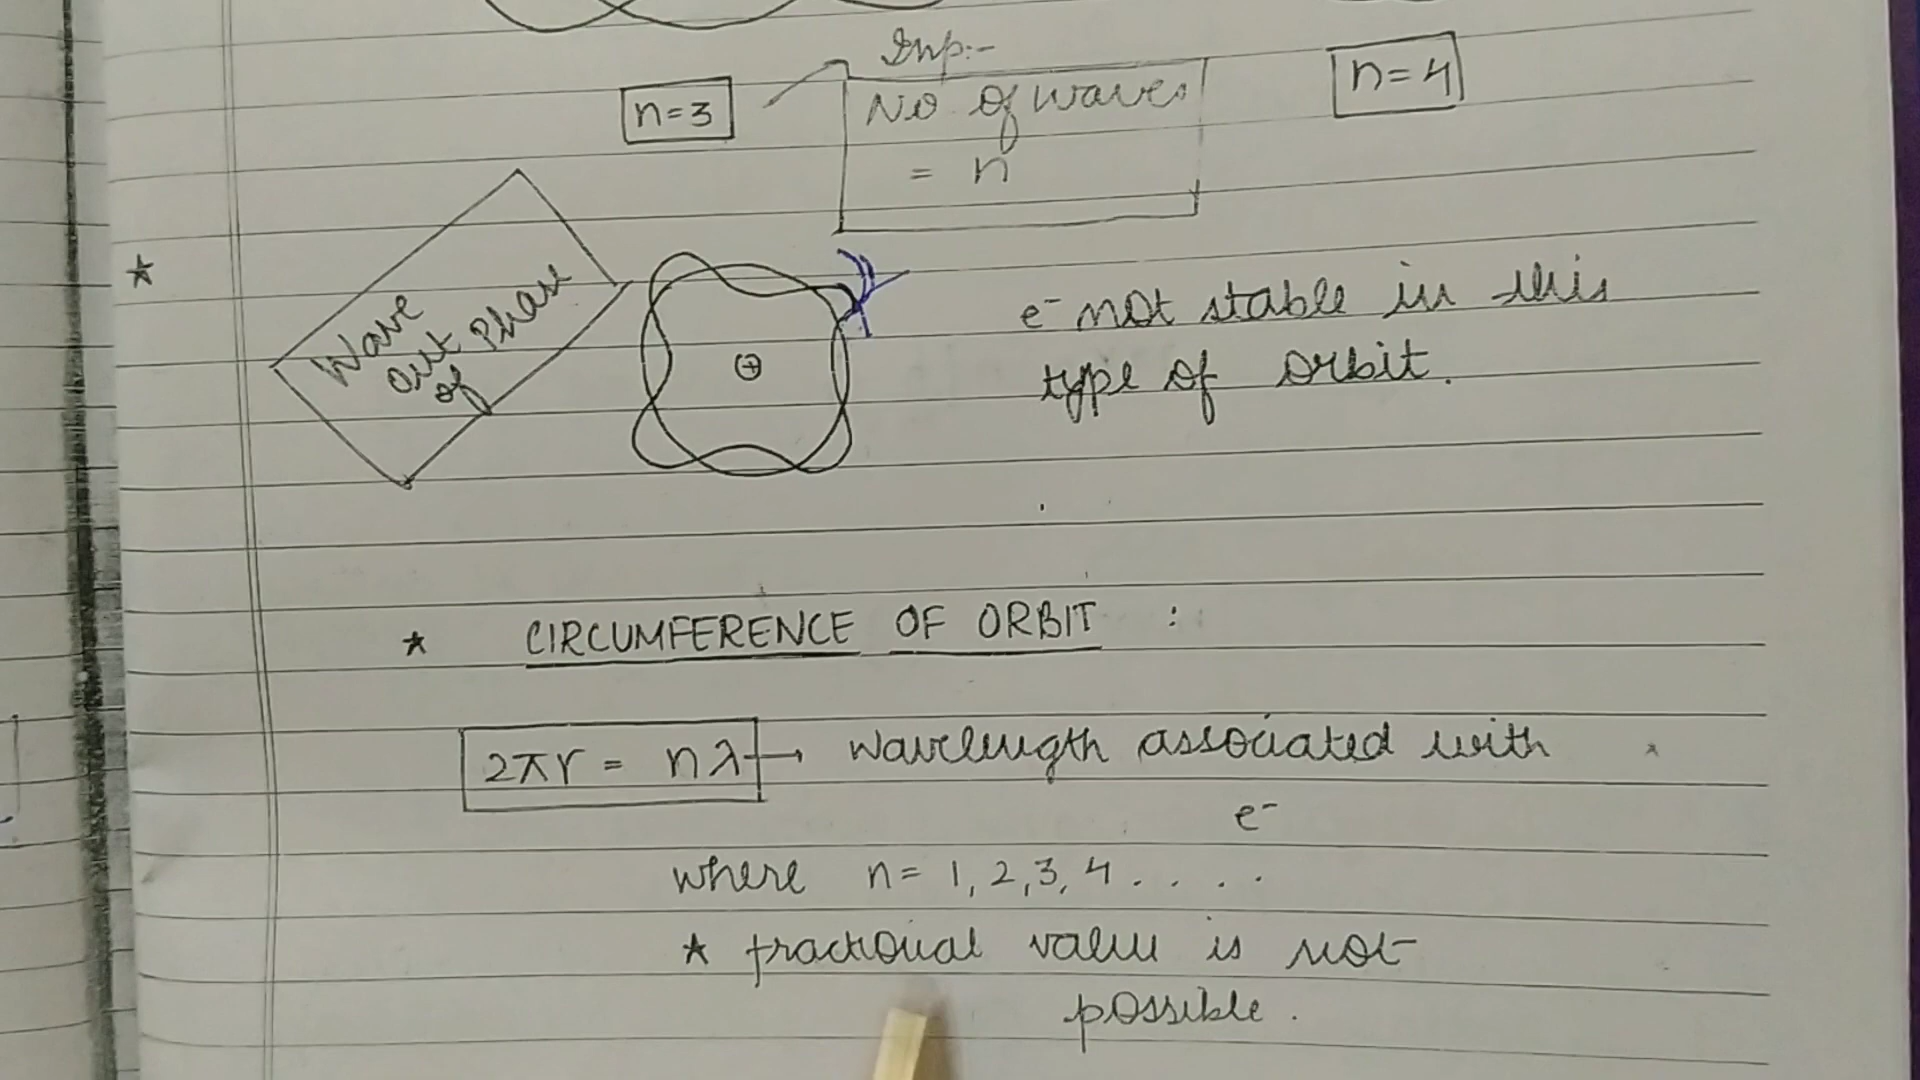 Imp:-
n=3
No of waves
= n
n=4
★
Wave
out Phase
of
⊕
e⁻ not stable in this
type of orbit.
★ CIRCUMFERENCE OF ORBIT :
2πr = nλ → wavelength associated with
e⁻
where n= 1, 2, 3, 4 . . . .
★ fractional value is not
possible.